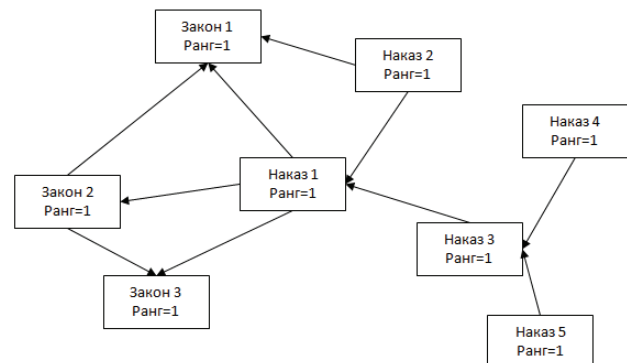 Закон 1
Ранг=1
Наказ 2
Ранг=1
Наказ 4
Ранг=1
Наказ 1
Ранг=1
Закон 2
Ранг=1
Наказ 3
Ранг=1
Закон 3
Ранг=1
Наказ 5
Ранг=1